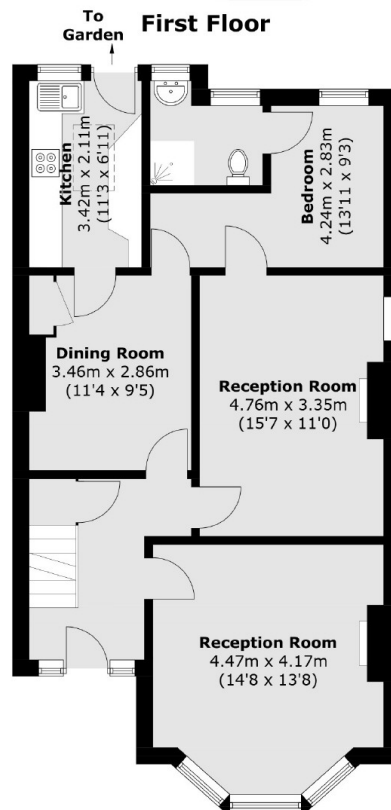 To
Garden
First Floor
Kitchen
3.42m x 2.11m
(11'3 x 6'11)
Bedroom
4.24m x 2.83m
(13'11 x 9'3)
Dining Room
3.46m x 2.86m
(11'4 x 9'5)
Reception Room
4.76m x 3.35m
(15'7 x 11'0)
Reception Room
4.47m x 4.17m
(14'8 x 13'8)